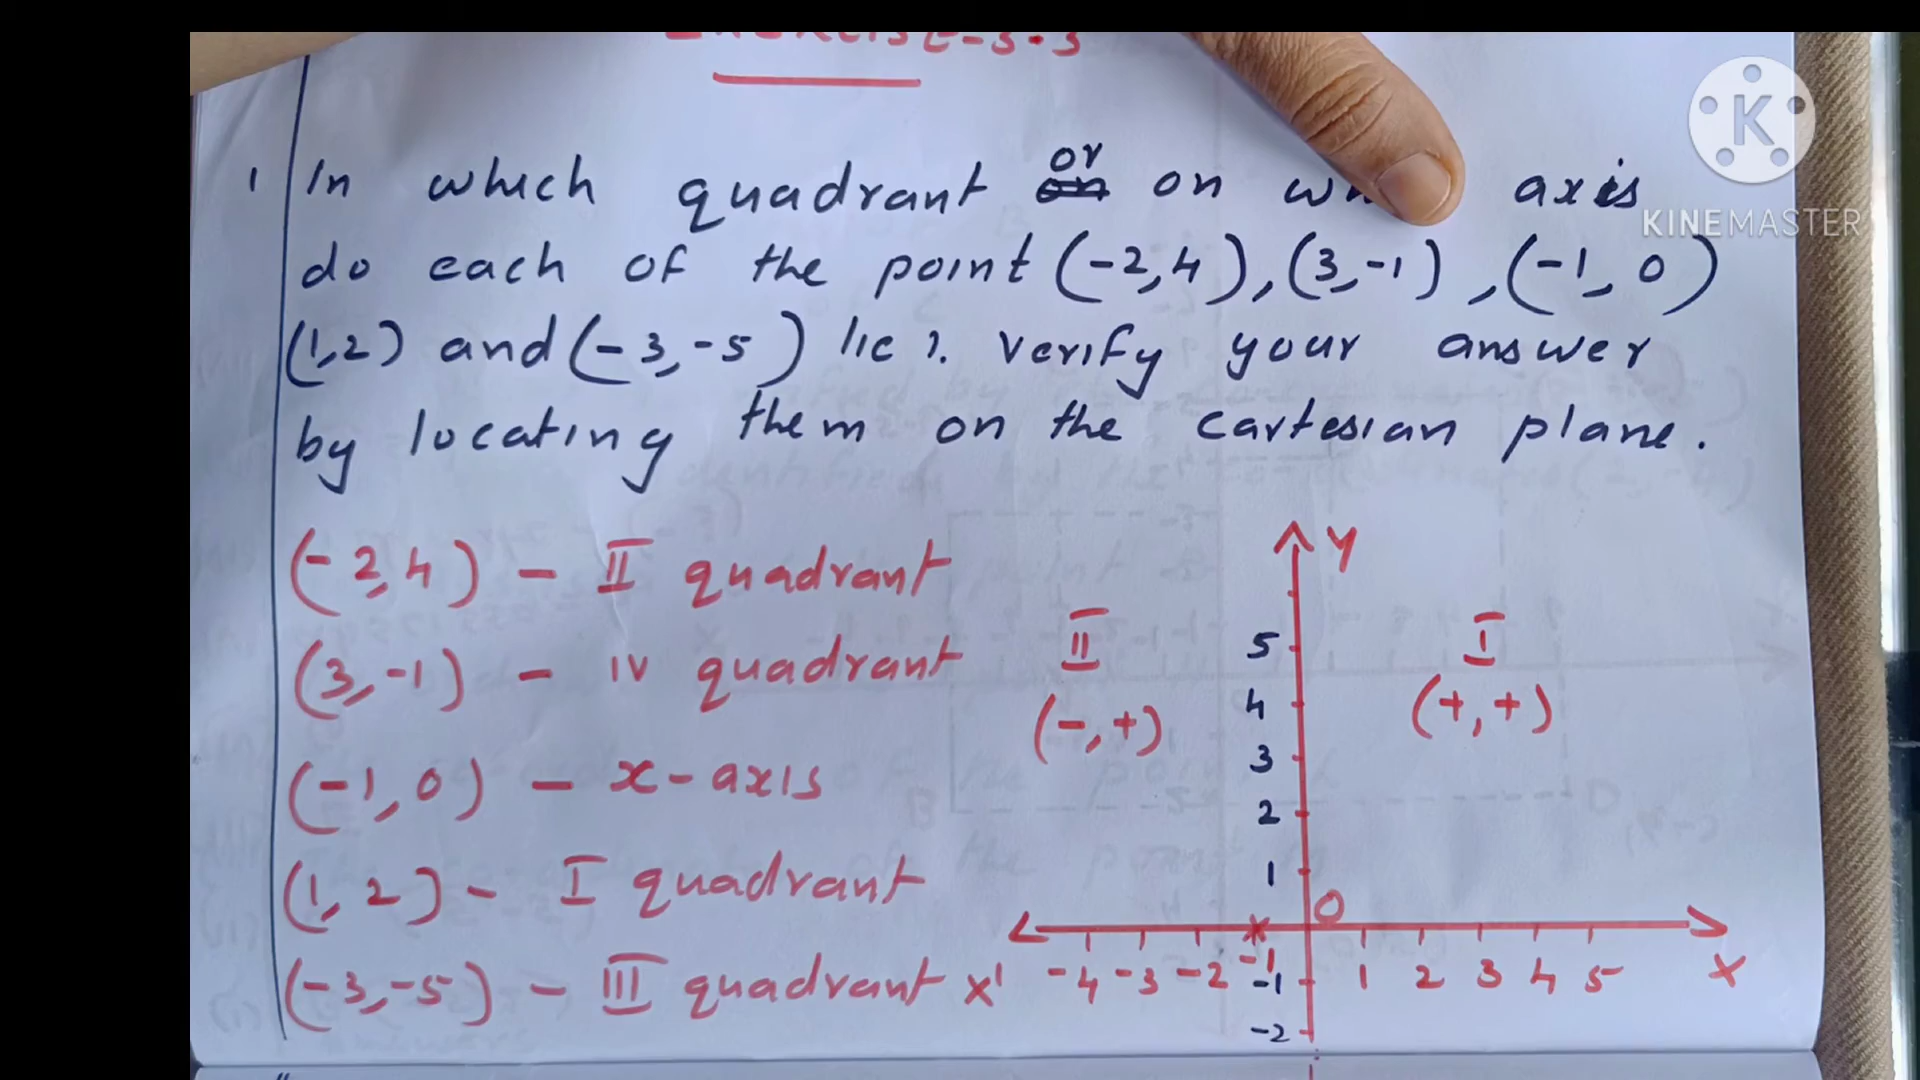 1 In which quadrant or on axis
do each of the point (-2,4), (3,-1), (-1, 0)
(1,2) and (-3,-5) lie ?. verify your answer
by locating them on the cartesian plane.
(-2,4) - II quadrant
(3,-1) - IV quadrant
(-1,0) - x-axis
(1,2) - I quadrant
(-3,-5) - III quadrant
Y
II
(-,+)
I
(+,+)
5
4
3
2
1
O
X' -4 -3 -2 -1 1 2 3 4 5 X
-1
-2
K
KINEMASTER